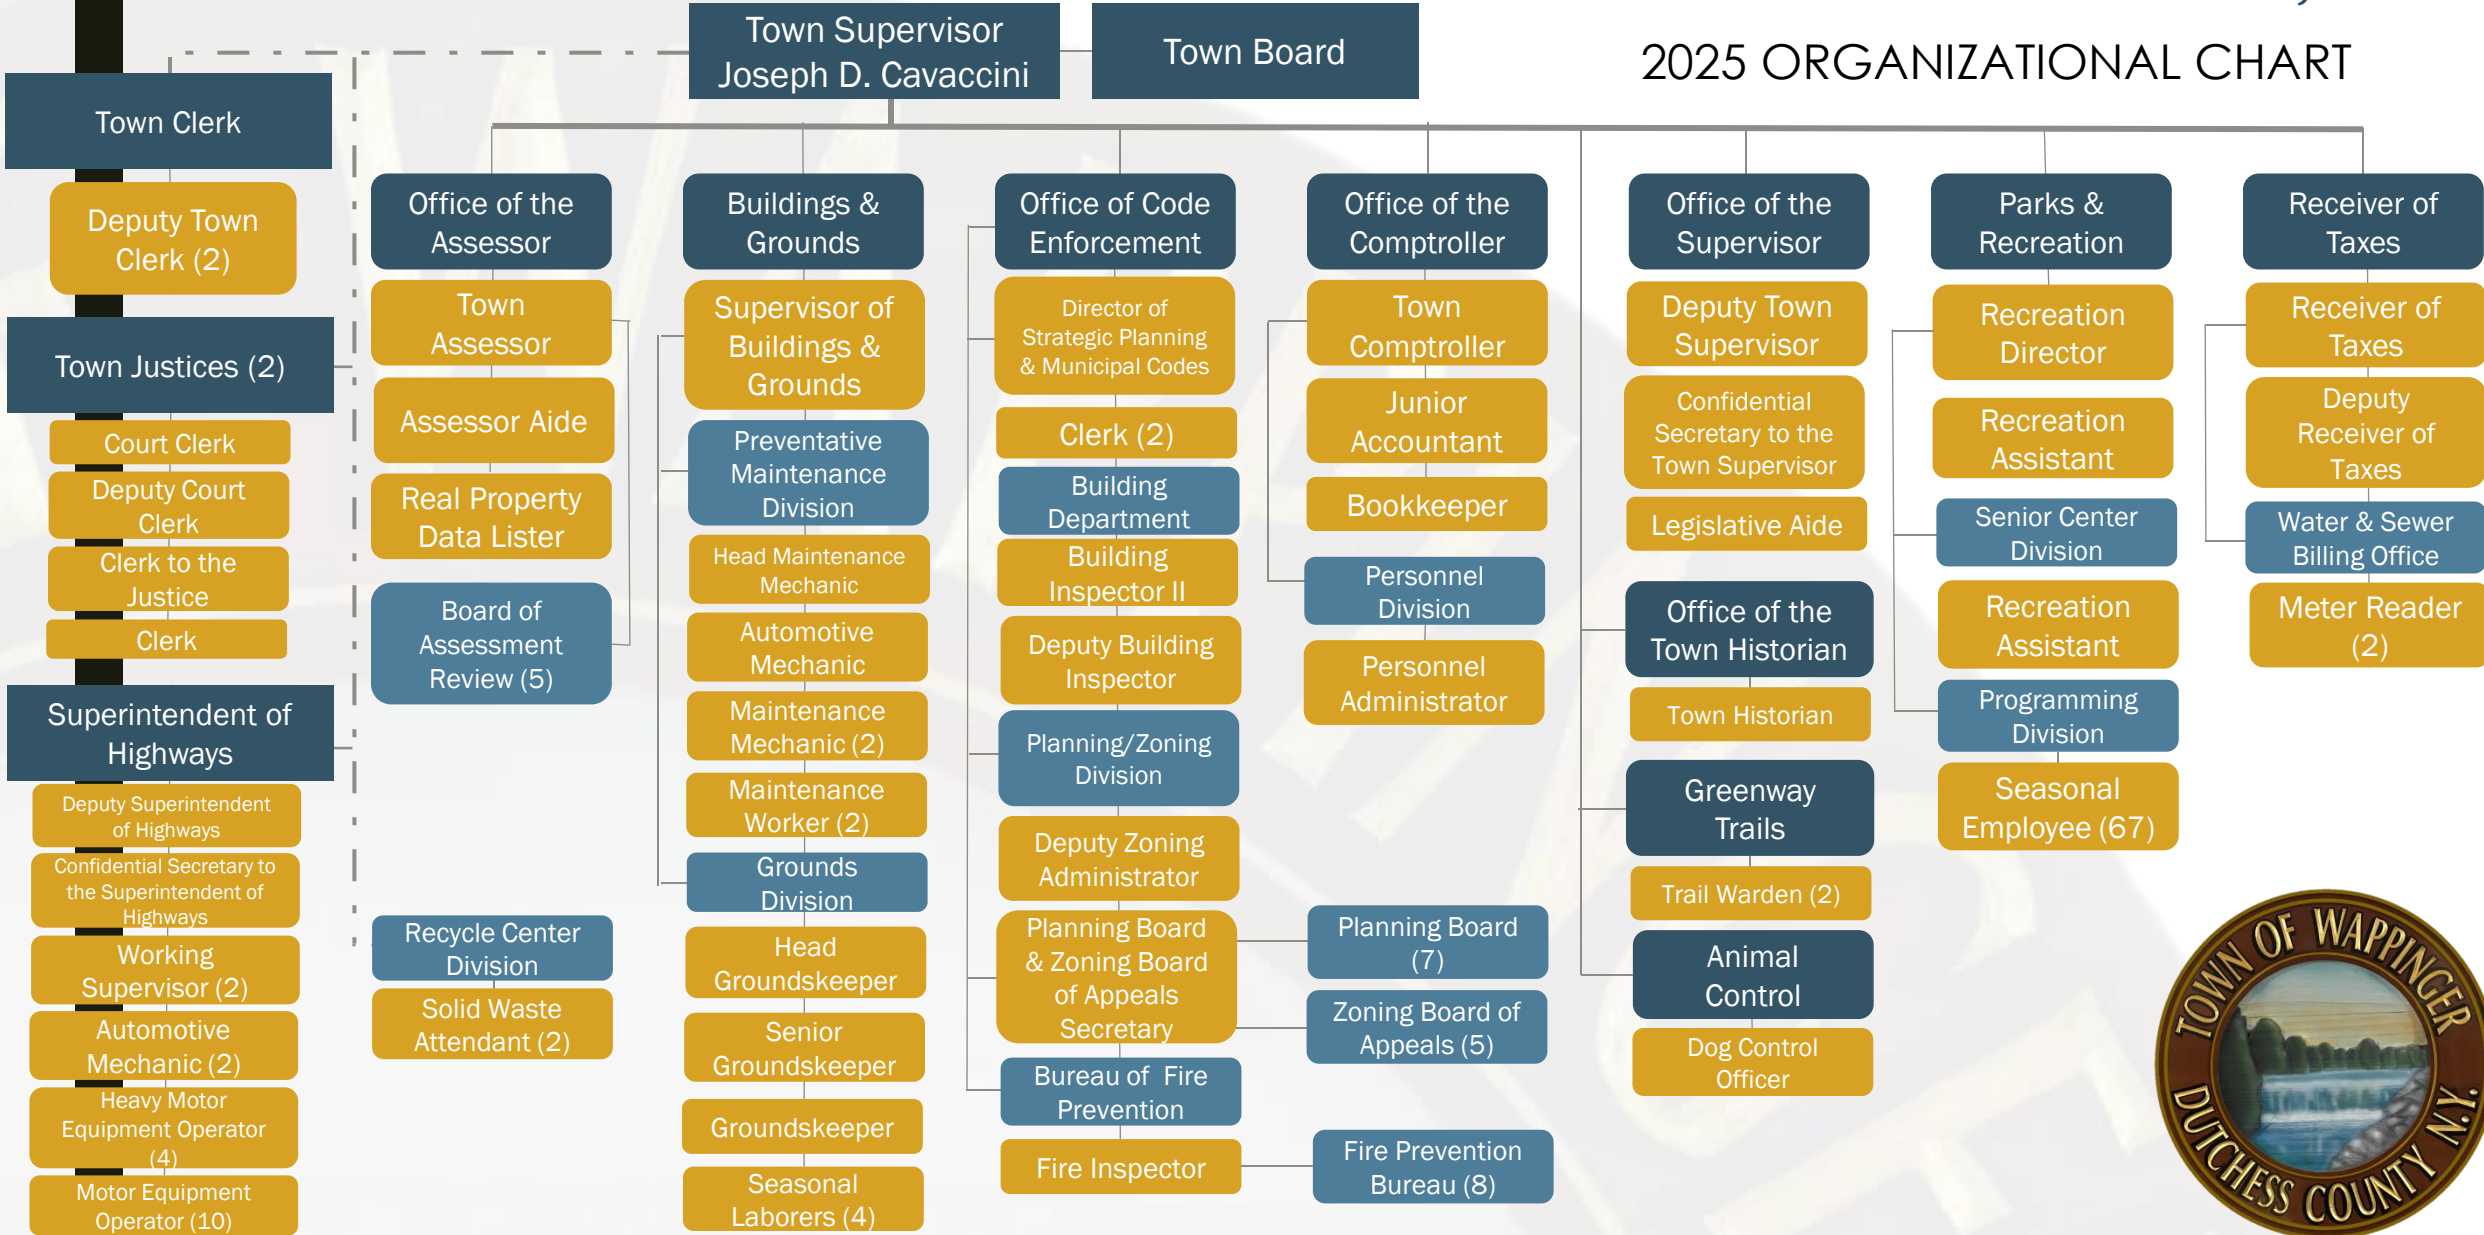 Town Supervisor
Joseph D. Cavaccini
Town Board
2025 ORGANIZATIONAL CHART
Town Clerk
Deputy Town
Clerk (2)
Town Justices (2)
Court Clerk
Deputy Court
Clerk
Clerk to the
Justice
Clerk
Superintendent of
Highways
Deputy Superintendent
of Highways
Confidential Secretary to
the Superintendent of
Highways
Working
Supervisor (2)
Automotive
Mechanic (2)
Heavy Motor
Equipment Operator
(4)
Motor Equipment
Operator (10)
Office of the
Assessor
Town
Assessor
Assessor Aide
Real Property
Data Lister
Board of
Assessment
Review (5)
Recycle Center
Division
Solid Waste
Attendant (2)
Buildings &
Grounds
Supervisor of
Buildings &
Grounds
Preventative
Maintenance
Division
Head Maintenance
Mechanic
Automotive
Mechanic
Maintenance
Mechanic (2)
Maintenance
Worker (2)
Grounds
Division
Head
Groundskeeper
Senior
Groundskeeper
Groundskeeper
Seasonal
Laborers (4)
Office of Code
Enforcement
Director of
Strategic Planning
& Municipal Codes
Clerk (2)
Building
Department
Building
Inspector II
Deputy Building
Inspector
Planning/Zoning
Division
Deputy Zoning
Administrator
Planning Board
& Zoning Board
of Appeals
Secretary
Bureau of  Fire
Prevention
Fire Inspector
Office of the
Comptroller
Town
Comptroller
Junior
Accountant
Bookkeeper
Personnel
Division
Personnel
Administrator
Planning Board
(7)
Zoning Board of
Appeals (5)
Fire Prevention
Bureau (8)
Office of the
Supervisor
Deputy Town
Supervisor
Confidential
Secretary to the
Town Supervisor
Legislative Aide
Office of the
Town Historian
Town Historian
Greenway
Trails
Trail Warden (2)
Animal
Control
Dog Control
Officer
Parks &
Recreation
Recreation
Director
Recreation
Assistant
Senior Center
Division
Recreation
Assistant
Programming
Division
Seasonal
Employee (67)
Receiver of
Taxes
Receiver of
Taxes
Deputy
Receiver of
Taxes
Water & Sewer
Billing Office
Meter Reader
(2)
TOWN OF WAPPINGER
DUTCHESS COUNTY N.Y.